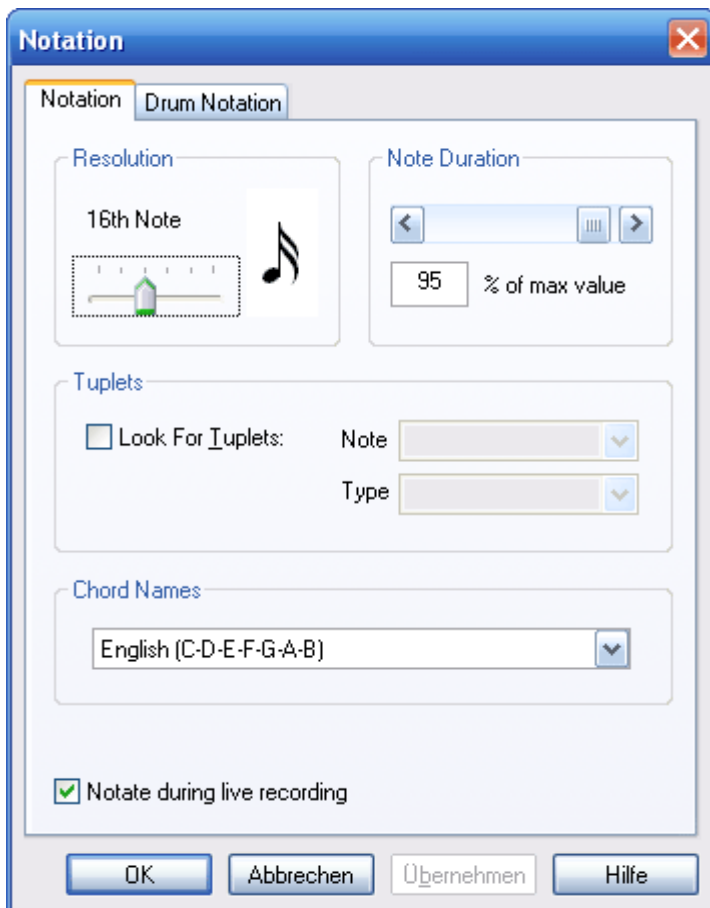 Notation
Notation Drum Notation
Resolution
16th Note
Note Duration
95 % of max value
Tuplets
Look For Tuplets: Note
Type
Chord Names
English (C-D-E-F-G-A-B)
Notate during live recording
OK Abbrechen Übernehmen Hilfe